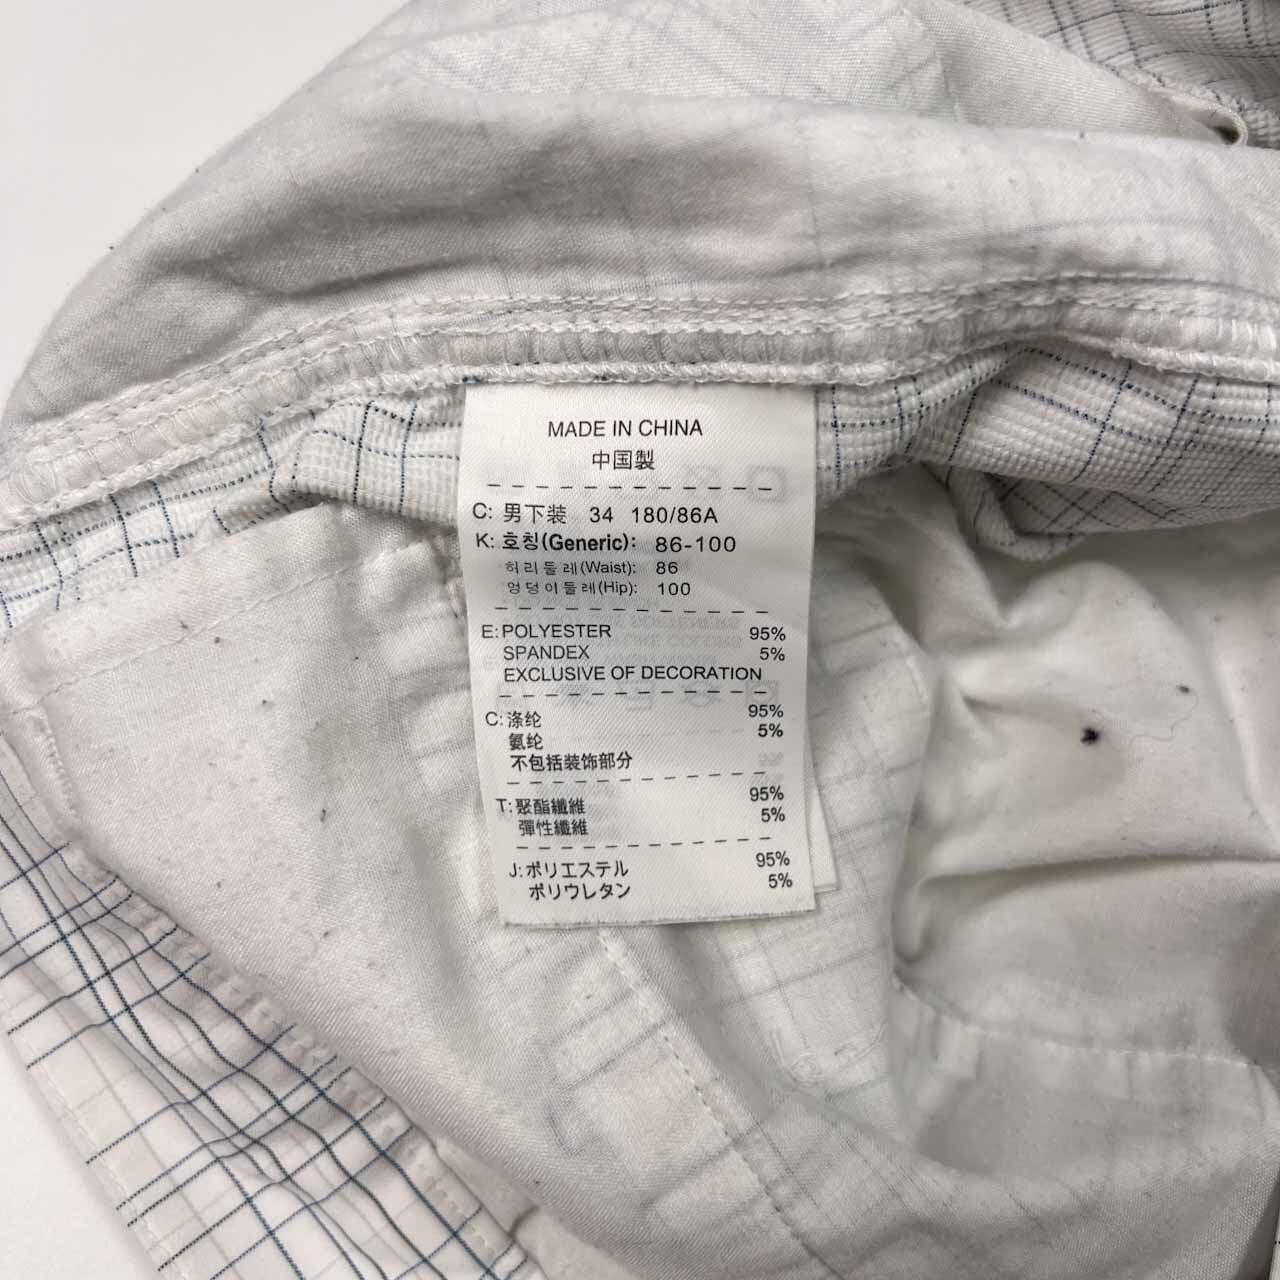 MADE IN CHINA
中国製
C: 男下装 34 180/86A
K: 호칭(Generic): 86-100
허리둘레(Waist): 86
엉덩이둘레(Hip): 100
E: POLYESTER 95%
SPANDEX 5%
EXCLUSIVE OF DECORATION
C: 涤纶 95%
氨纶 5%
不包括装饰部分
T: 聚酯纖維 95%
彈性纖維 5%
J: ポリエステル 95%
ポリウレタン 5%